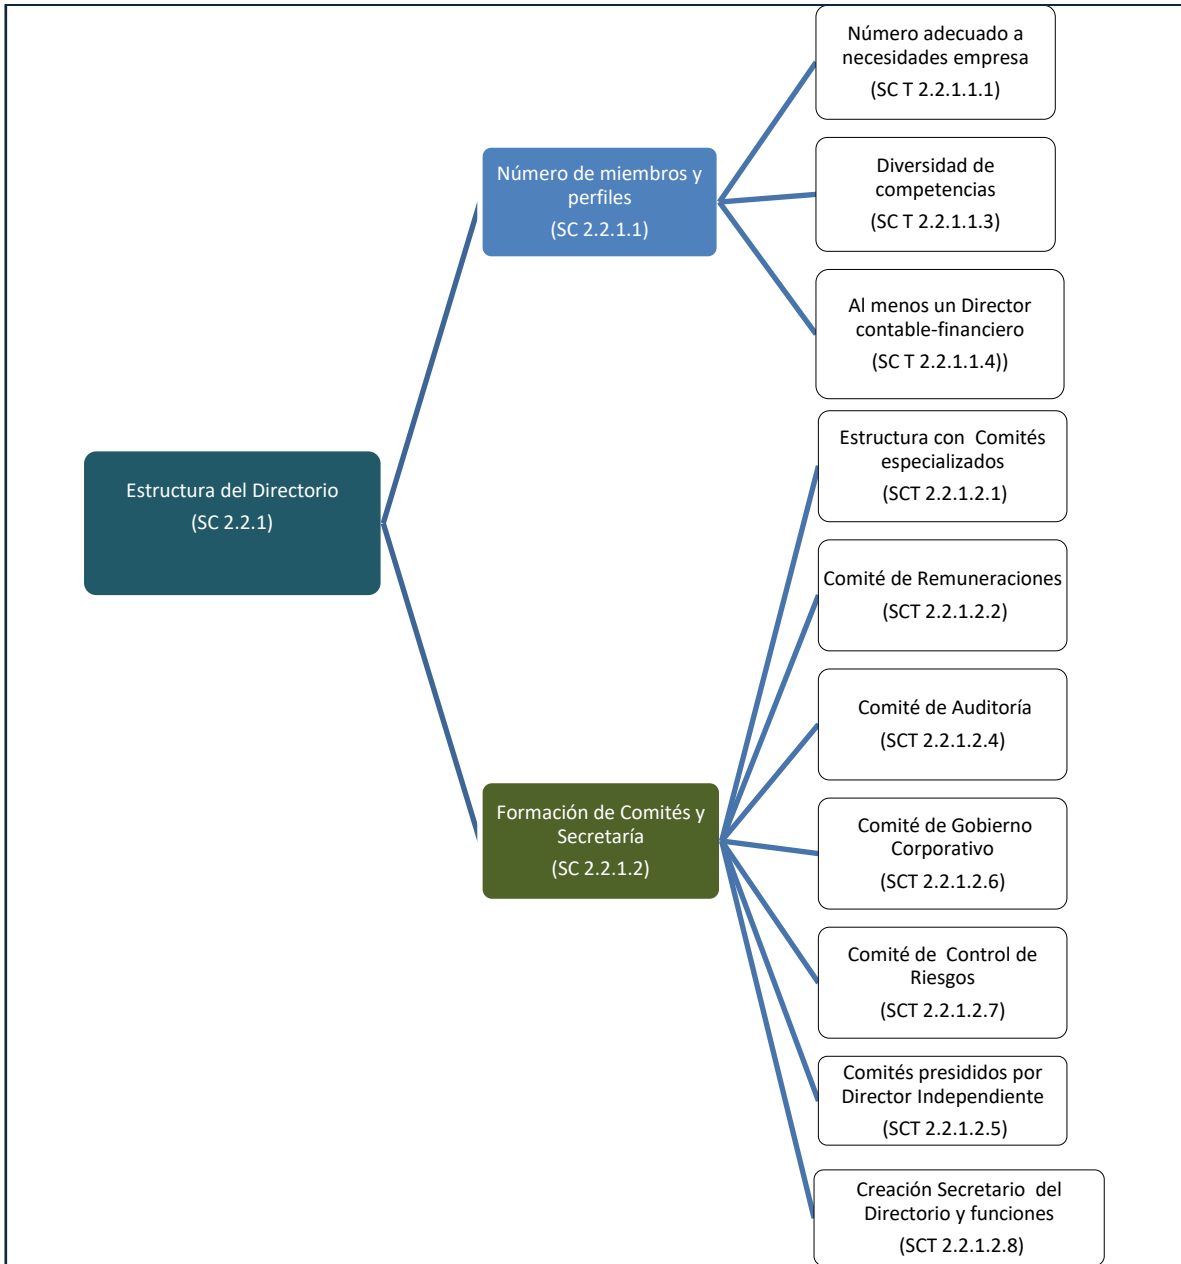 Número adecuado a
necesidades empresa
(SC T 2.2.1.1.1)
Número de miembros y
perfiles
(SC 2.2.1.1)
Diversidad de
competencias
(SC T 2.2.1.1.3)
Al menos un Director
contable-financiero
(SC T 2.2.1.1.4))
Estructura del Directorio
(SC 2.2.1)
Estructura con  Comités
especializados
(SCT 2.2.1.2.1)
Comité de Remuneraciones
(SCT 2.2.1.2.2)
Comité de Auditoría
(SCT 2.2.1.2.4)
Formación de Comités y
Secretaría
(SC 2.2.1.2)
Comité de Gobierno
Corporativo
(SCT 2.2.1.2.6)
Comité de  Control de
Riesgos
(SCT 2.2.1.2.7)
Comités presididos por
Director Independiente
(SCT 2.2.1.2.5)
Creación Secretario  del
Directorio y funciones
(SCT 2.2.1.2.8)